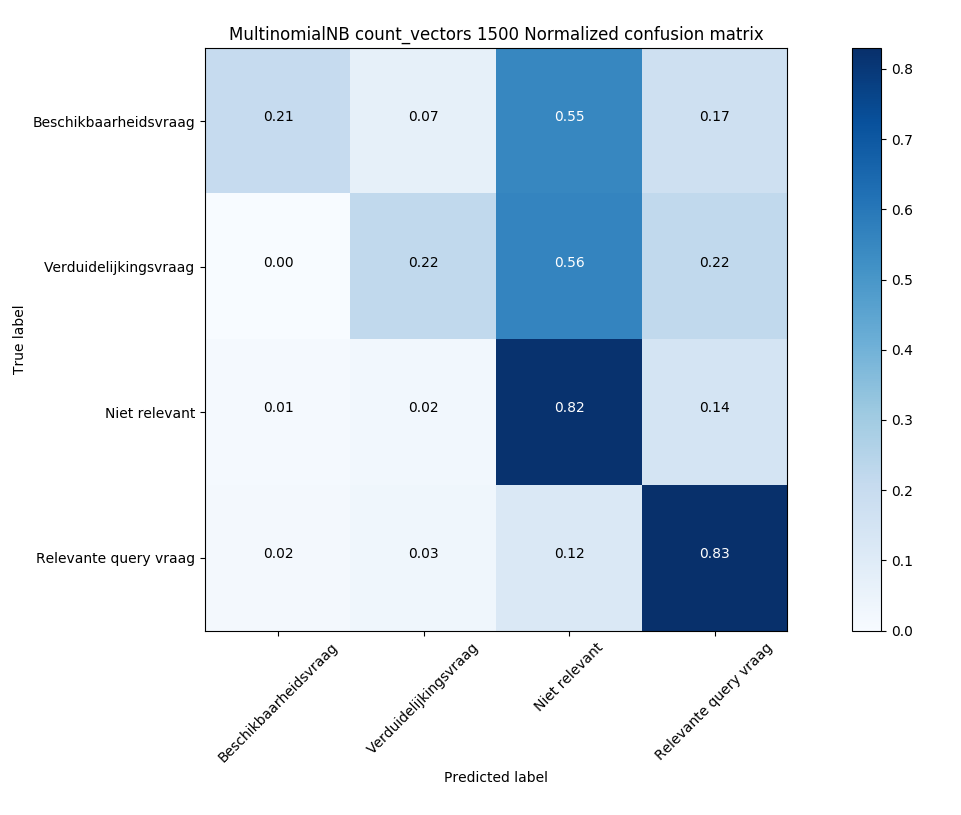 MultinomialNB count_vectors 1500 Normalized confusion matrix
True label
Beschikbaarheidsvraag
0.21 0.07 0.55 0.17
Verduidelijkingsvraag
0.00 0.22 0.56 0.22
Niet relevant
0.01 0.02 0.82 0.14
Relevante query vraag
0.02 0.03 0.12 0.83
Beschikbaarheidsvraag
Verduidelijkingsvraag
Niet relevant
Relevante query vraag
Predicted label
0.8
0.7
0.6
0.5
0.4
0.3
0.2
0.1
0.0